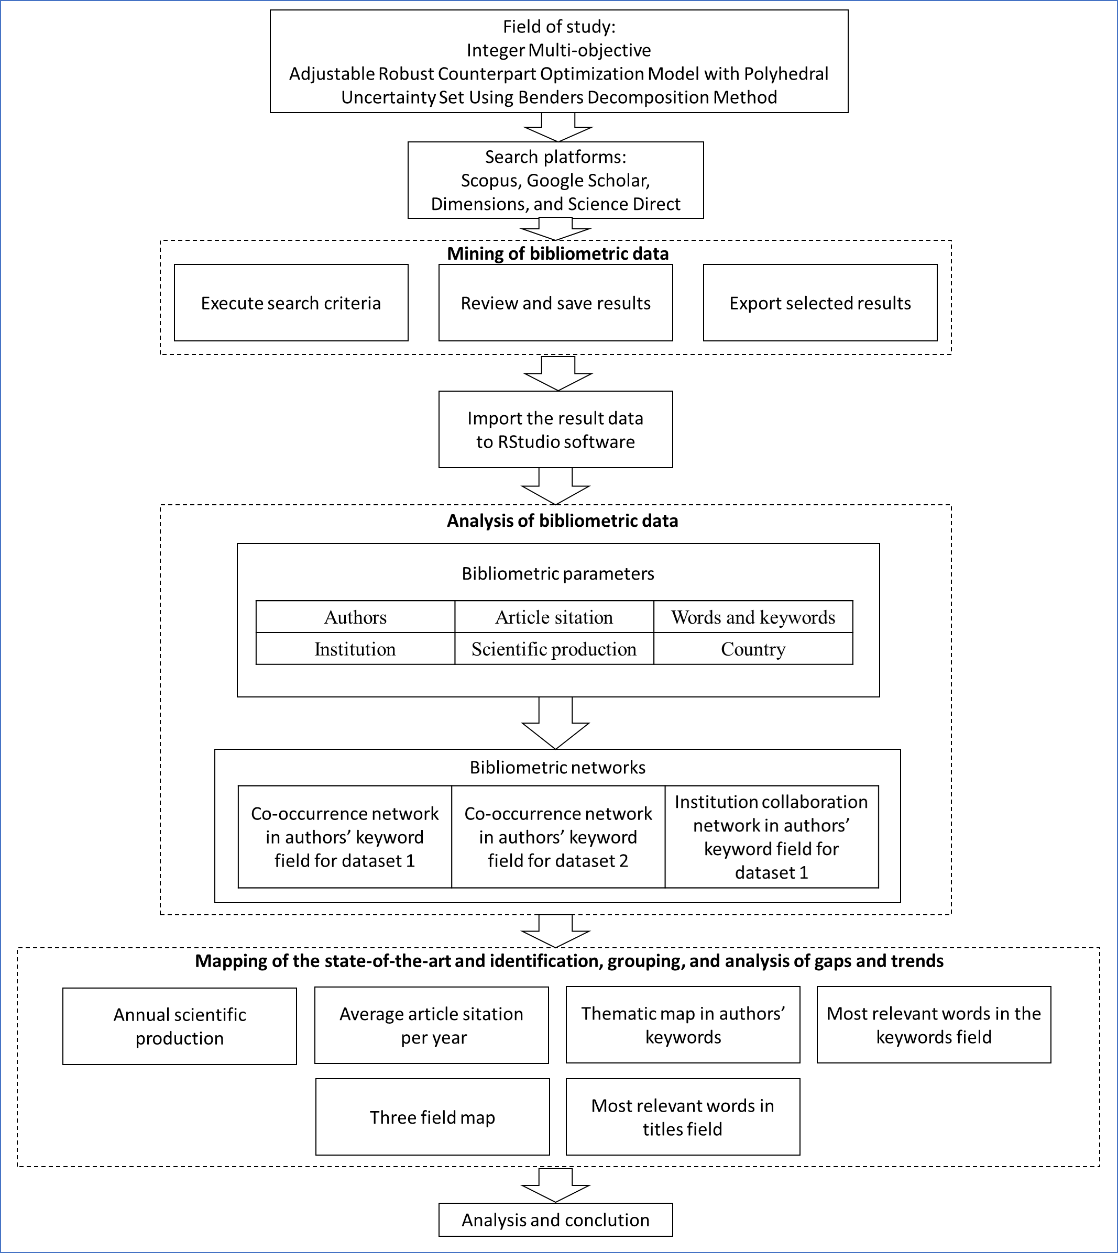 Field of study:
Integer Multi-objective
Adjustable Robust Counterpart Optimization Model with Polyhedral
Uncertainty Set Using Benders Decomposition Method
Search platforms:
Scopus, Google Scholar,
Dimensions, and Science Direct
Mining of bibliometric data
Execute search criteria
Review and save results
Export selected results
Import the result data
to RStudio software
Analysis of bibliometric data
Bibliometric parameters
Authors
Article sitation
Words and keywords
Institution
Scientific production
Country
Bibliometric networks
Co-occurrence network
in authors’ keyword
field for dataset 1
Co-occurrence network
in authors’ keyword
field for dataset 2
Institution collaboration
network in authors’
keyword field for
dataset 1
Mapping of the state-of-the-art and identification, grouping, and analysis of gaps and trends
Annual scientific
production
Average article sitation
per year
Thematic map in authors’
keywords
Most relevant words in the
keywords field
Three field map
Most relevant words in
titles field
Analysis and conclution